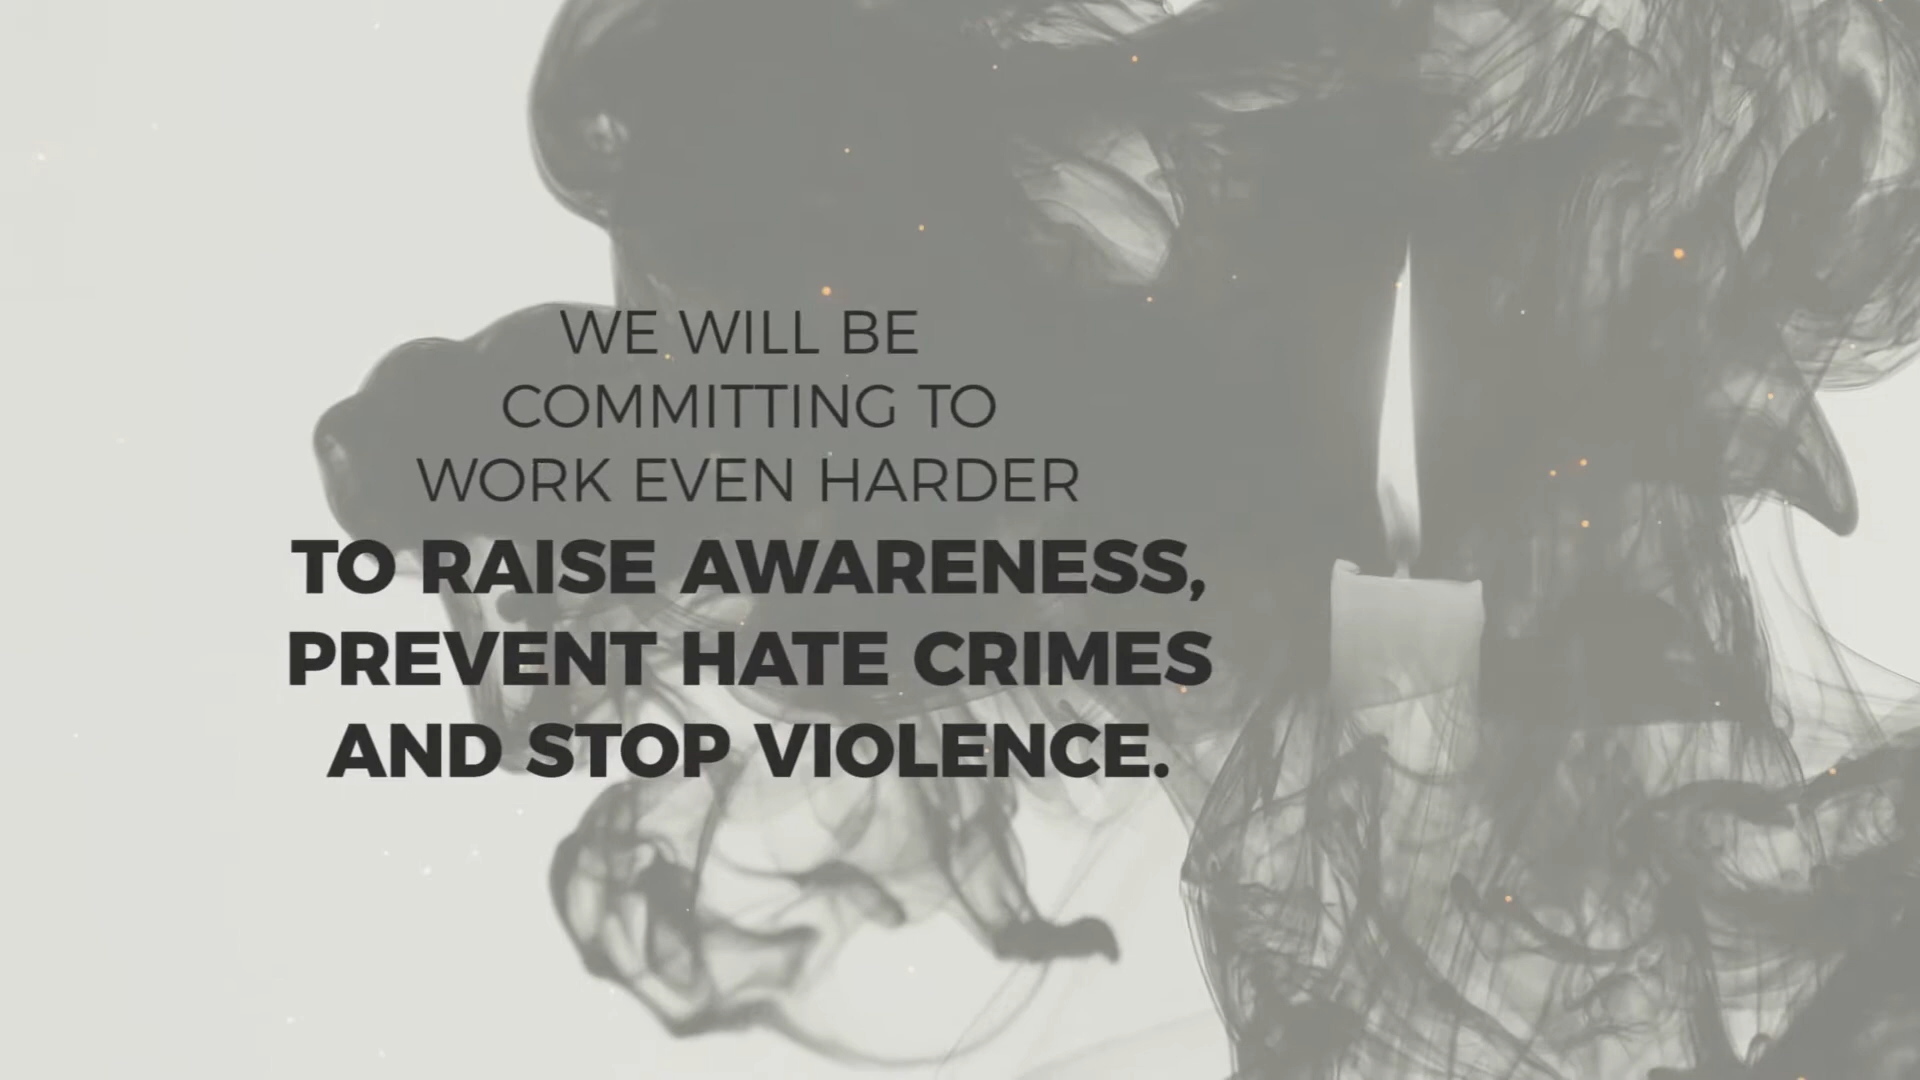 WE WILL BE
COMMITTING TO
WORK EVEN HARDER
TO RAISE AWARENESS,
PREVENT HATE CRIMES
AND STOP VIOLENCE.